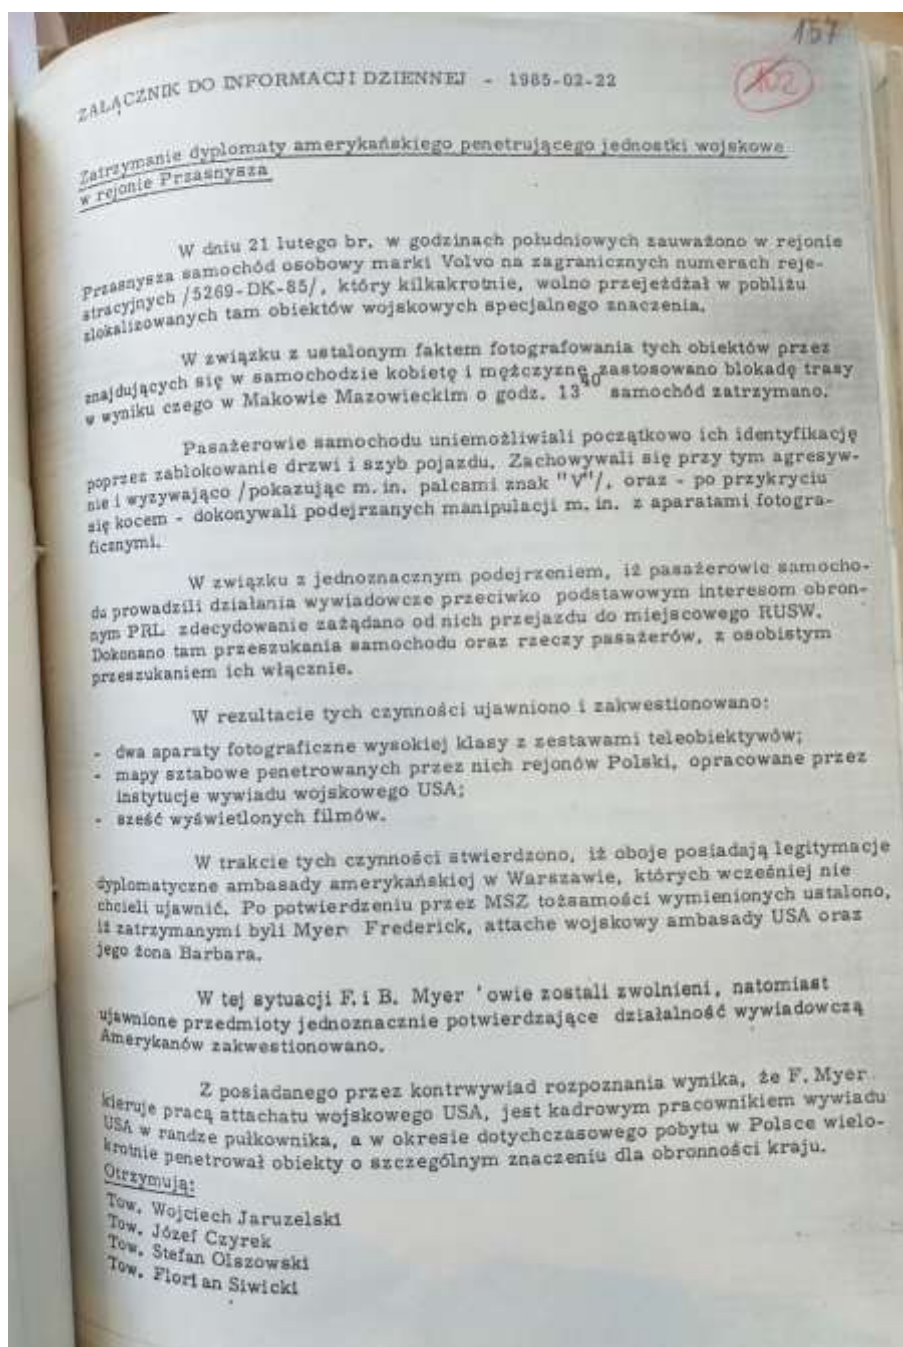 157
102
ZAŁĄCZNIK DO INFORMACJI DZIENNEJ - 1985-02-22
Zatrzymanie dyplomaty amerykańskiego penetrującego jednostki wojskowe
w rejonie Przasnysza
W dniu 21 lutego br. w godzinach południowych zauważono w rejonie
Przasnysza samochód osobowy marki Volvo na zagranicznych numerach reje-
stracyjnych /5269-DK-85/, który kilkakrotnie, wolno przejeżdżał w pobliżu
zlokalizowanych tam obiektów wojskowych specjalnego znaczenia.
W związku z ustalonym faktem fotografowania tych obiektów przez
znajdujących się w samochodzie kobietę i mężczyznę zastosowano blokadę trasy
w wyniku czego w Makowie Mazowieckim o godz. 13⁴⁰ samochód zatrzymano.
Pasażerowie samochodu uniemożliwiali początkowo ich identyfikację
poprzez zablokowanie drzwi i szyb pojazdu. Zachowywali się przy tym agresyw-
nie i wyzywająco /pokazując m.in. palcami znak "V"/, oraz - po przykryciu
się kocem - dokonywali podejrzanych manipulacji m.in. z aparatami fotogra-
ficznymi.
W związku z jednoznacznym podejrzeniem, iż pasażerowie samocho-
du prowadzili działania wywiadowcze przeciwko podstawowym interesom obron-
nym PRL zdecydowanie zażądano od nich przejazdu do miejscowego RUSW.
Dokonano tam przeszukania samochodu oraz rzeczy pasażerów, z osobistym
przeszukaniem ich włącznie.
W rezultacie tych czynności ujawniono i zakwestionowano:
- dwa aparaty fotograficzne wysokiej klasy z zestawami teleobiektywów;
- mapy sztabowe penetrowanych przez nich rejonów Polski, opracowane przez
instytucje wywiadu wojskowego USA;
- sześć wyświetlonych filmów.
W trakcie tych czynności stwierdzono, iż oboje posiadają legitymacje
dyplomatyczne ambasady amerykańskiej w Warszawie, których wcześniej nie
chcieli ujawnić. Po potwierdzeniu przez MSZ tożsamości wymienionych ustalono,
iż zatrzymanymi byli Myer Frederick, attache wojskowy ambasady USA oraz
jego żona Barbara.
W tej sytuacji F. i B. Myer 'owie zostali zwolnieni, natomiast
ujawnione przedmioty jednoznacznie potwierdzające działalność wywiadowczą
Amerykanów zakwestionowano.
Z posiadanego przez kontrwywiad rozpoznania wynika, że F. Myer
kieruje pracą attachatu wojskowego USA, jest kadrowym pracownikiem wywiadu
USA w randze pułkownika, a w okresie dotychczasowego pobytu w Polsce wielo-
krotnie penetrował obiekty o szczególnym znaczeniu dla obronności kraju.
Otrzymują:
Tow. Wojciech Jaruzelski
Tow. Józef Czyrek
Tow. Stefan Olszowski
Tow. Florian Siwicki